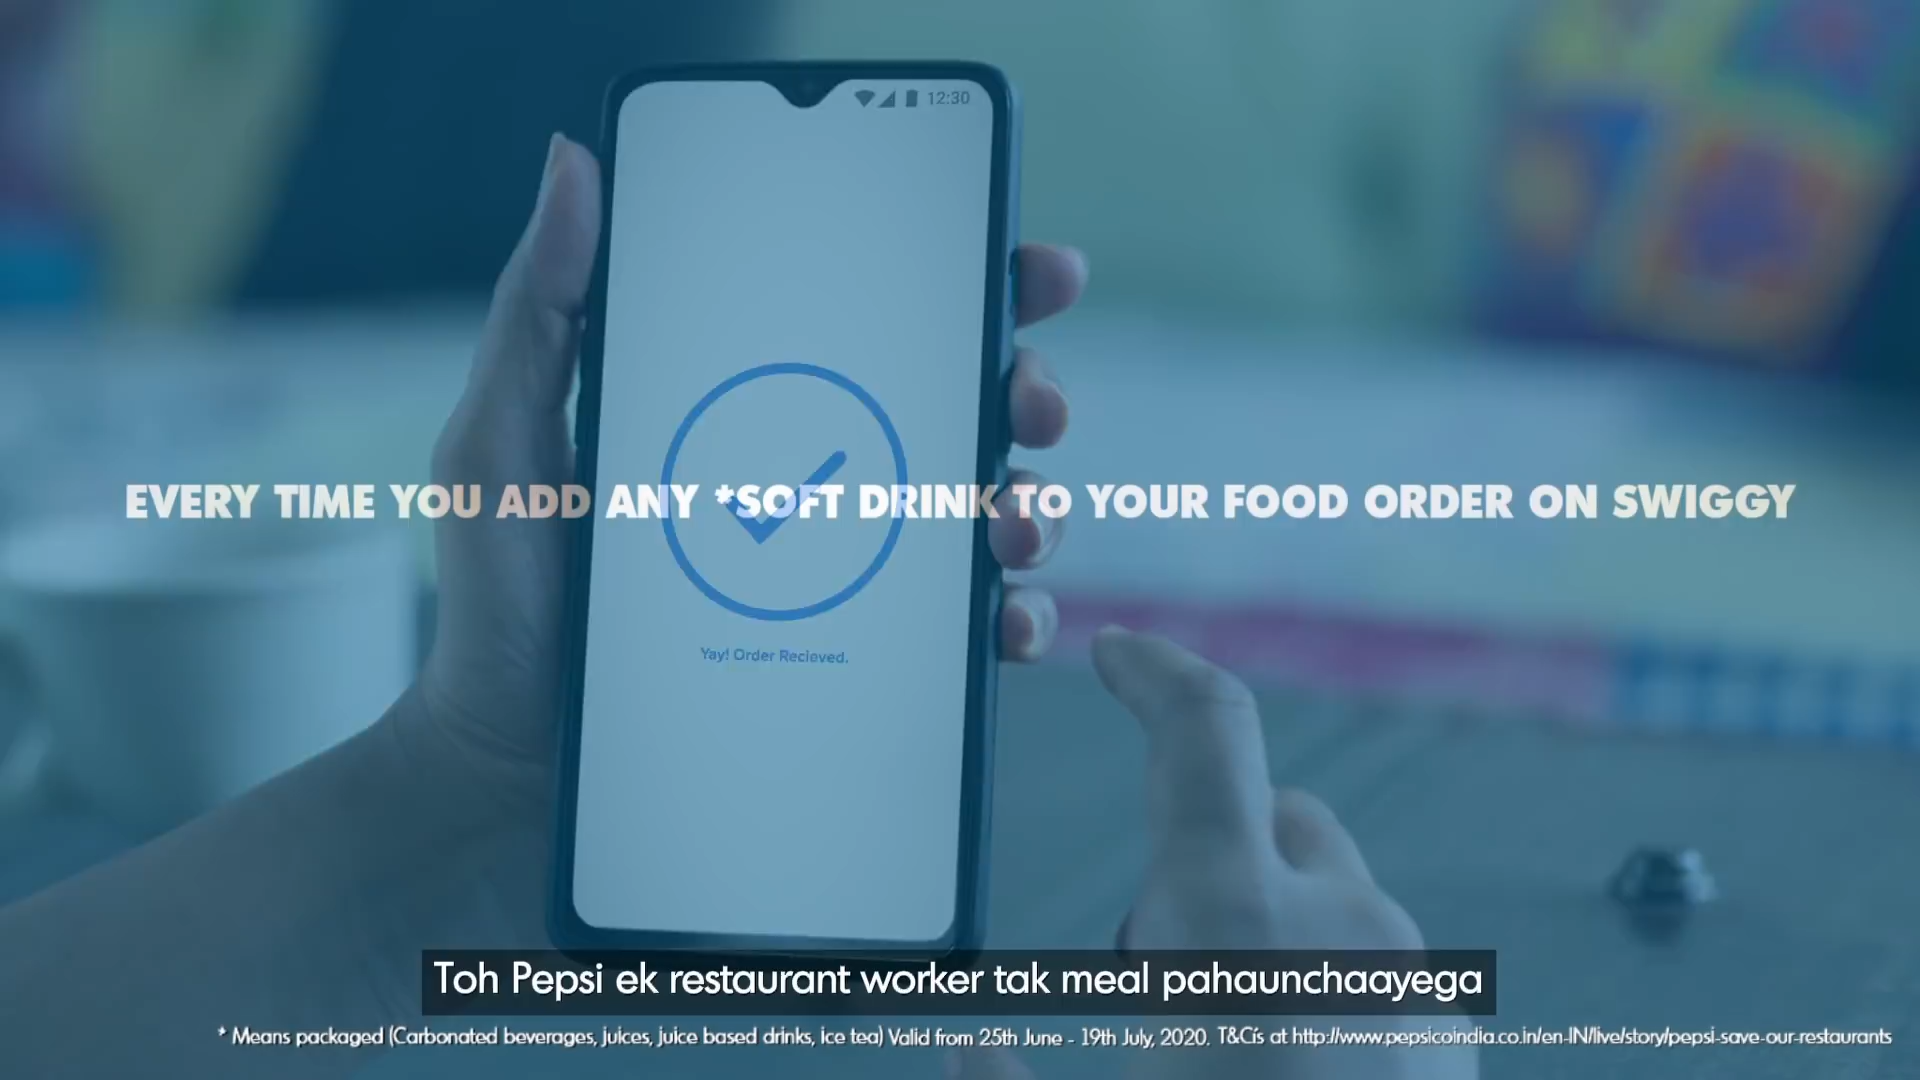 12:30
EVERY TIME YOU ADD ANY *SOFT DRINK TO YOUR FOOD ORDER ON SWIGGY
Yay! Order Recieved.
Toh Pepsi ek restaurant worker tak meal pahaunchaayega
* Means packaged (Carbonated beverages, juices, juice based drinks, ice tea) Valid from 25th June - 19th July, 2020. T&Cís at http://www.pepsicoindia.co.in/en-IN/live/story/pepsi-save-our-restaurants